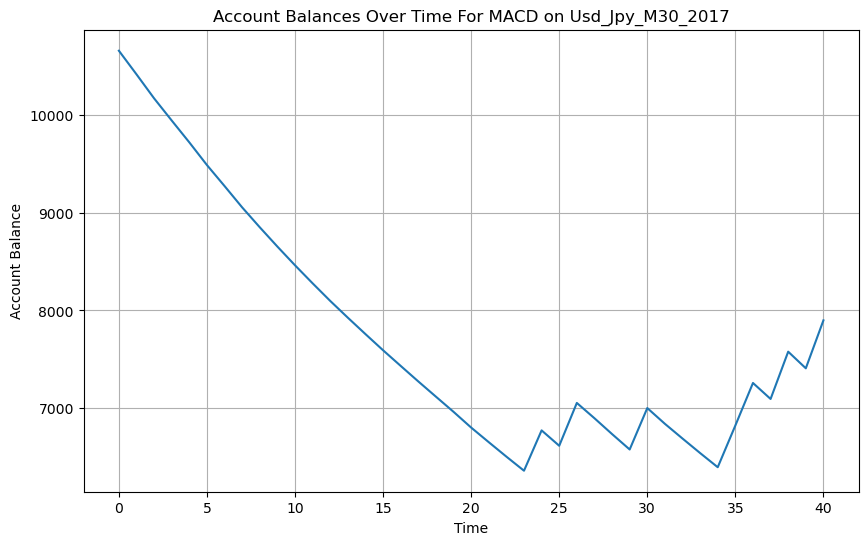 Account Balances Over Time For MACD on Usd_Jpy_M30_2017
Account Balance
10000
9000
8000
7000
0 5 10 15 20 25 30 35 40
Time